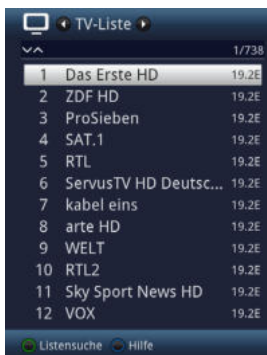 TV-Liste
1/738
1 Das Erste HD 19.2E
2 ZDF HD 19.2E
3 ProSieben 19.2E
4 SAT.1 19.2E
5 RTL 19.2E
6 ServusTV HD Deutsc... 19.2E
7 kabel eins 19.2E
8 arte HD 19.2E
9 WELT 19.2E
10 RTL2 19.2E
11 Sky Sport News HD 19.2E
12 VOX 19.2E
Listensuche Hilfe